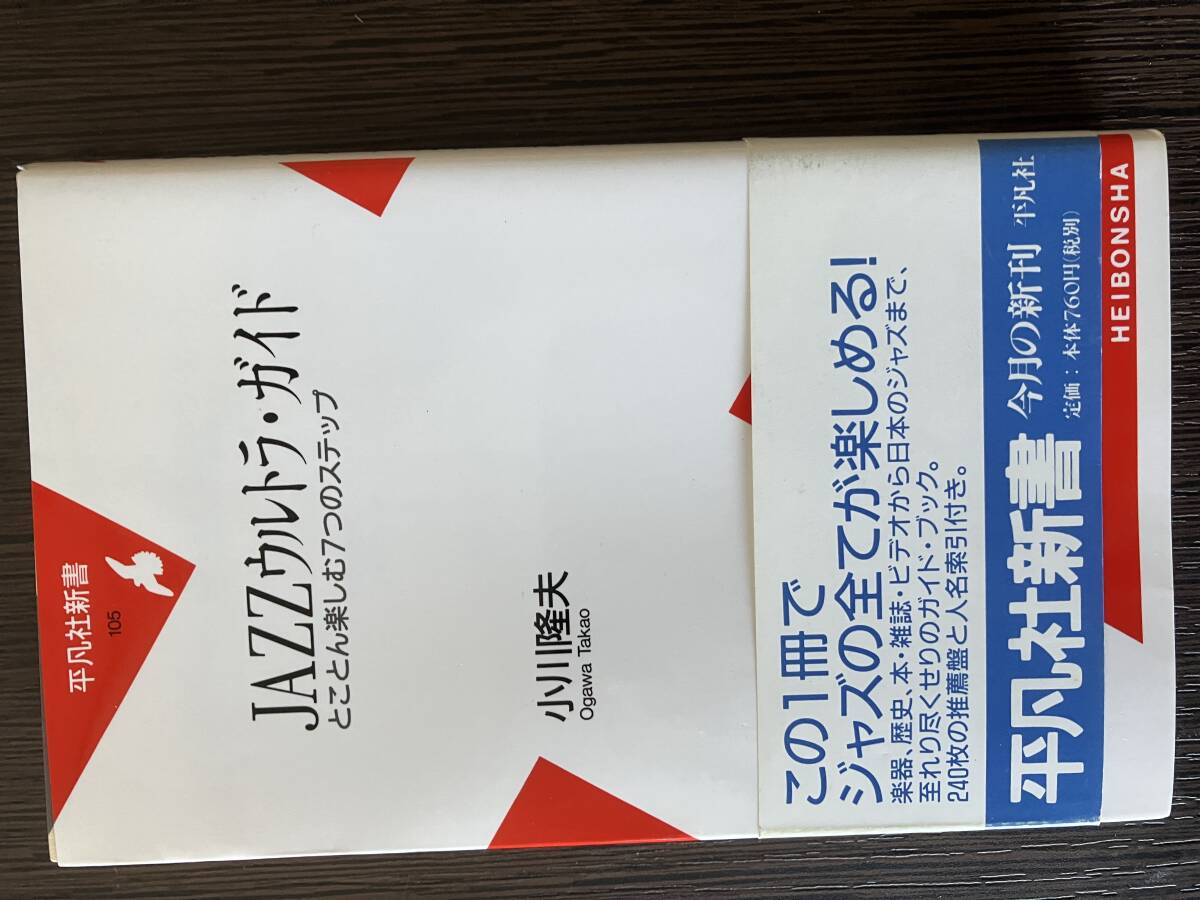 平凡社新書
105
JAZZウルトラ・ガイド
とことん楽しむ7つのステップ
小川隆夫
Ogawa Takao
この1冊で
ジャズの全てが楽しめる!
楽器、歴史、本・雑誌・ビデオから日本のジャズまで、
至れり尽くせりのガイド・ブック。
240枚の推薦盤と人名索引付き。
平凡社新書 今月の新刊 平凡社
定価:本体760円(税別)
HEIBONSHA